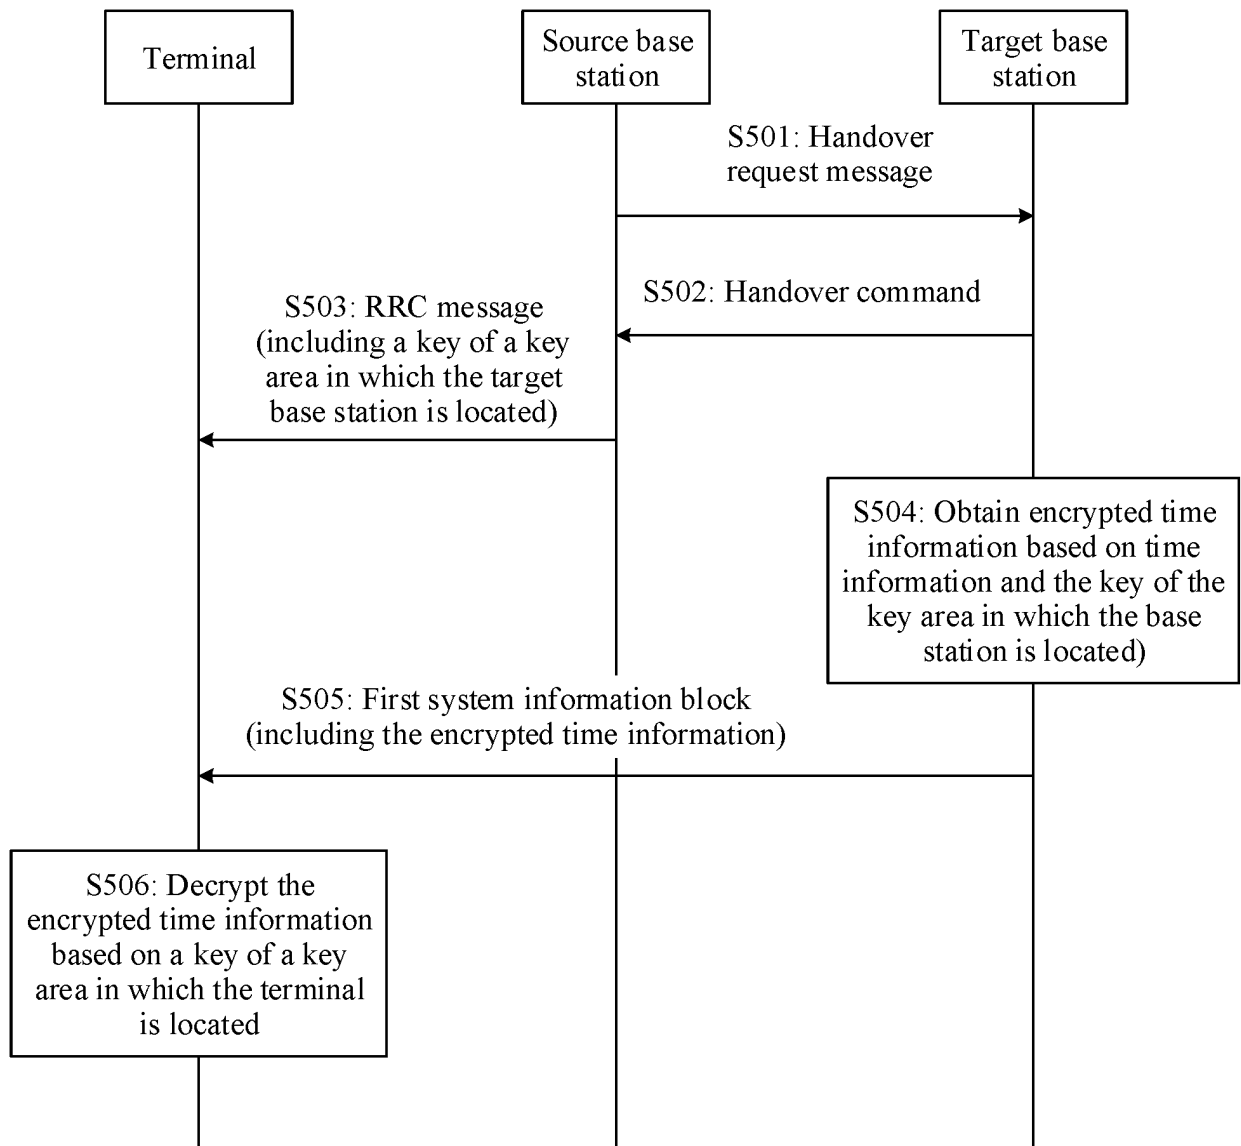 Terminal
Source base
station
Target base
station
S501: Handover
request message
S502: Handover command
S503: RRC message
(including a key of a key
area in which the target
base station is located)
S504: Obtain encrypted time
information based on time
information and the key of the
key area in which the base
station is located)
S505: First system information block
(including the encrypted time information)
S506: Decrypt the
encrypted time information
based on a key of a key
area in which the terminal
is located